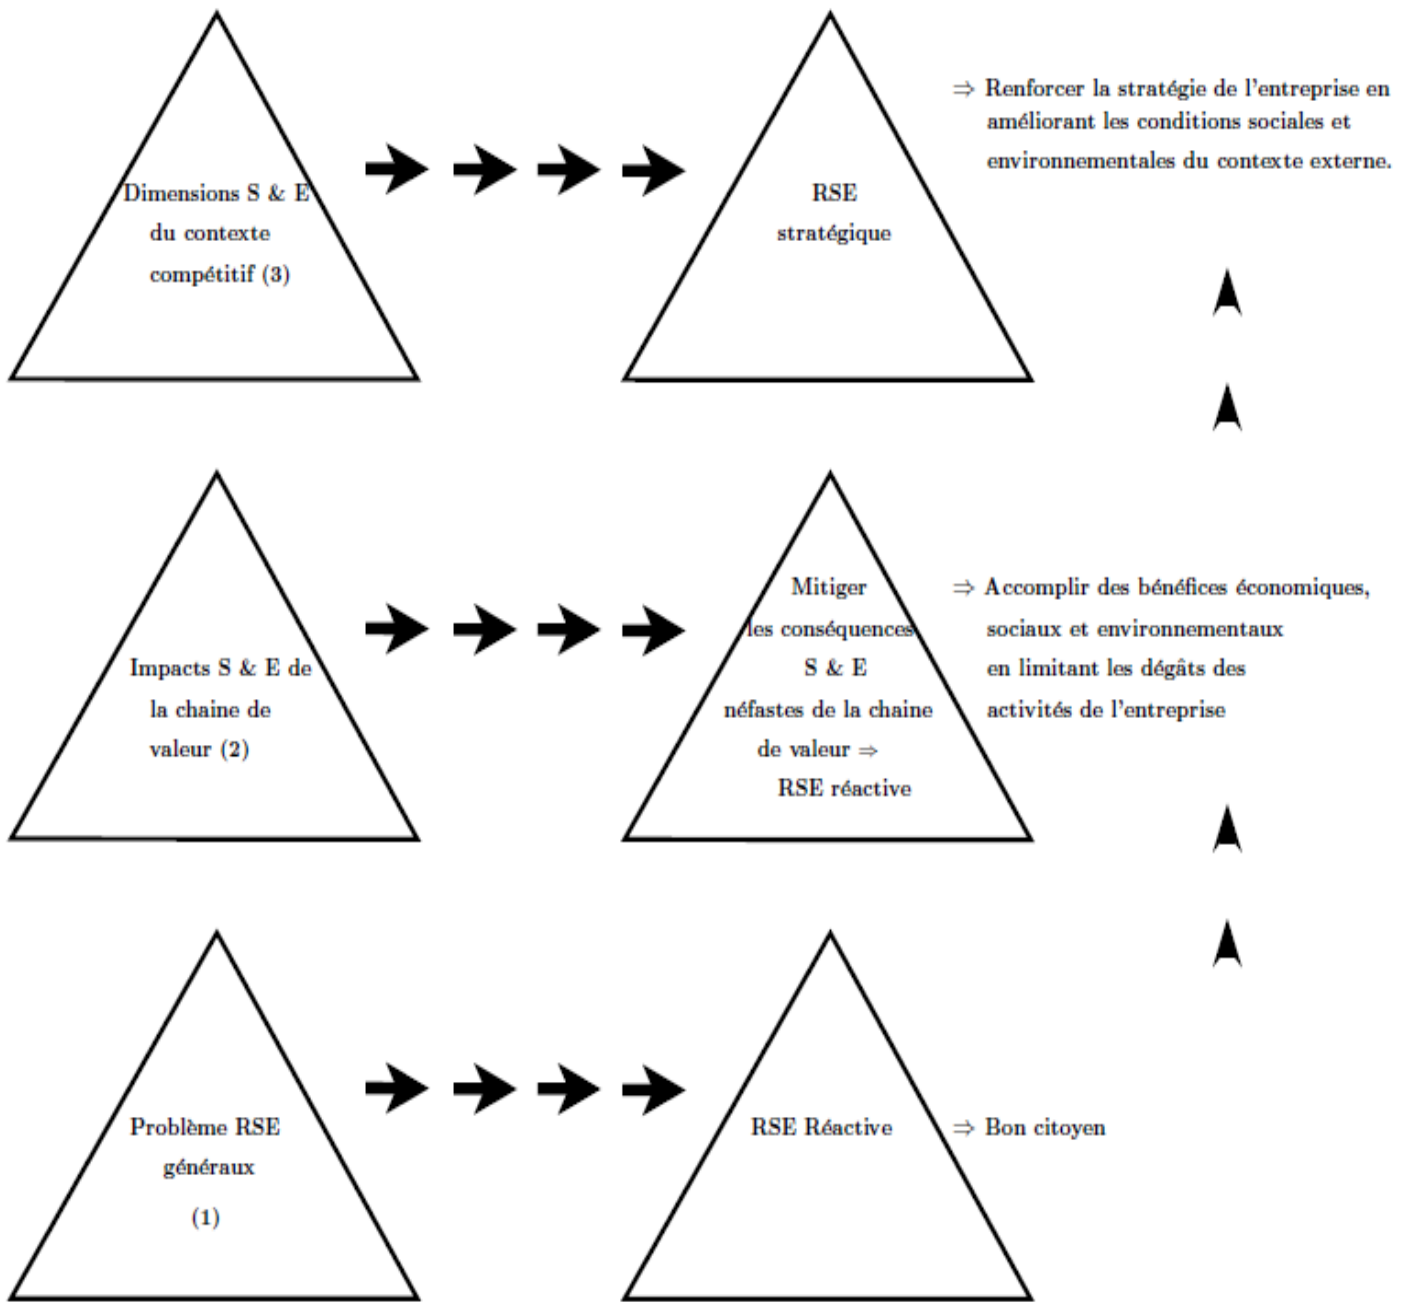 Dimensions S & E
du contexte
compétitif (3)
RSE
stratégique
⇒ Renforcer la stratégie de l'entreprise en
améliorant les conditions sociales et
environnementales du contexte externe.
Impacts S & E de
la chaine de
valeur (2)
Mitiger
les conséquences
S & E
néfastes de la chaine
de valeur ⇒
RSE réactive
⇒ Accomplir des bénéfices économiques,
sociaux et environnementaux
en limitant les dégâts des
activités de l'entreprise
Problème RSE
généraux
(1)
RSE Réactive
⇒ Bon citoyen